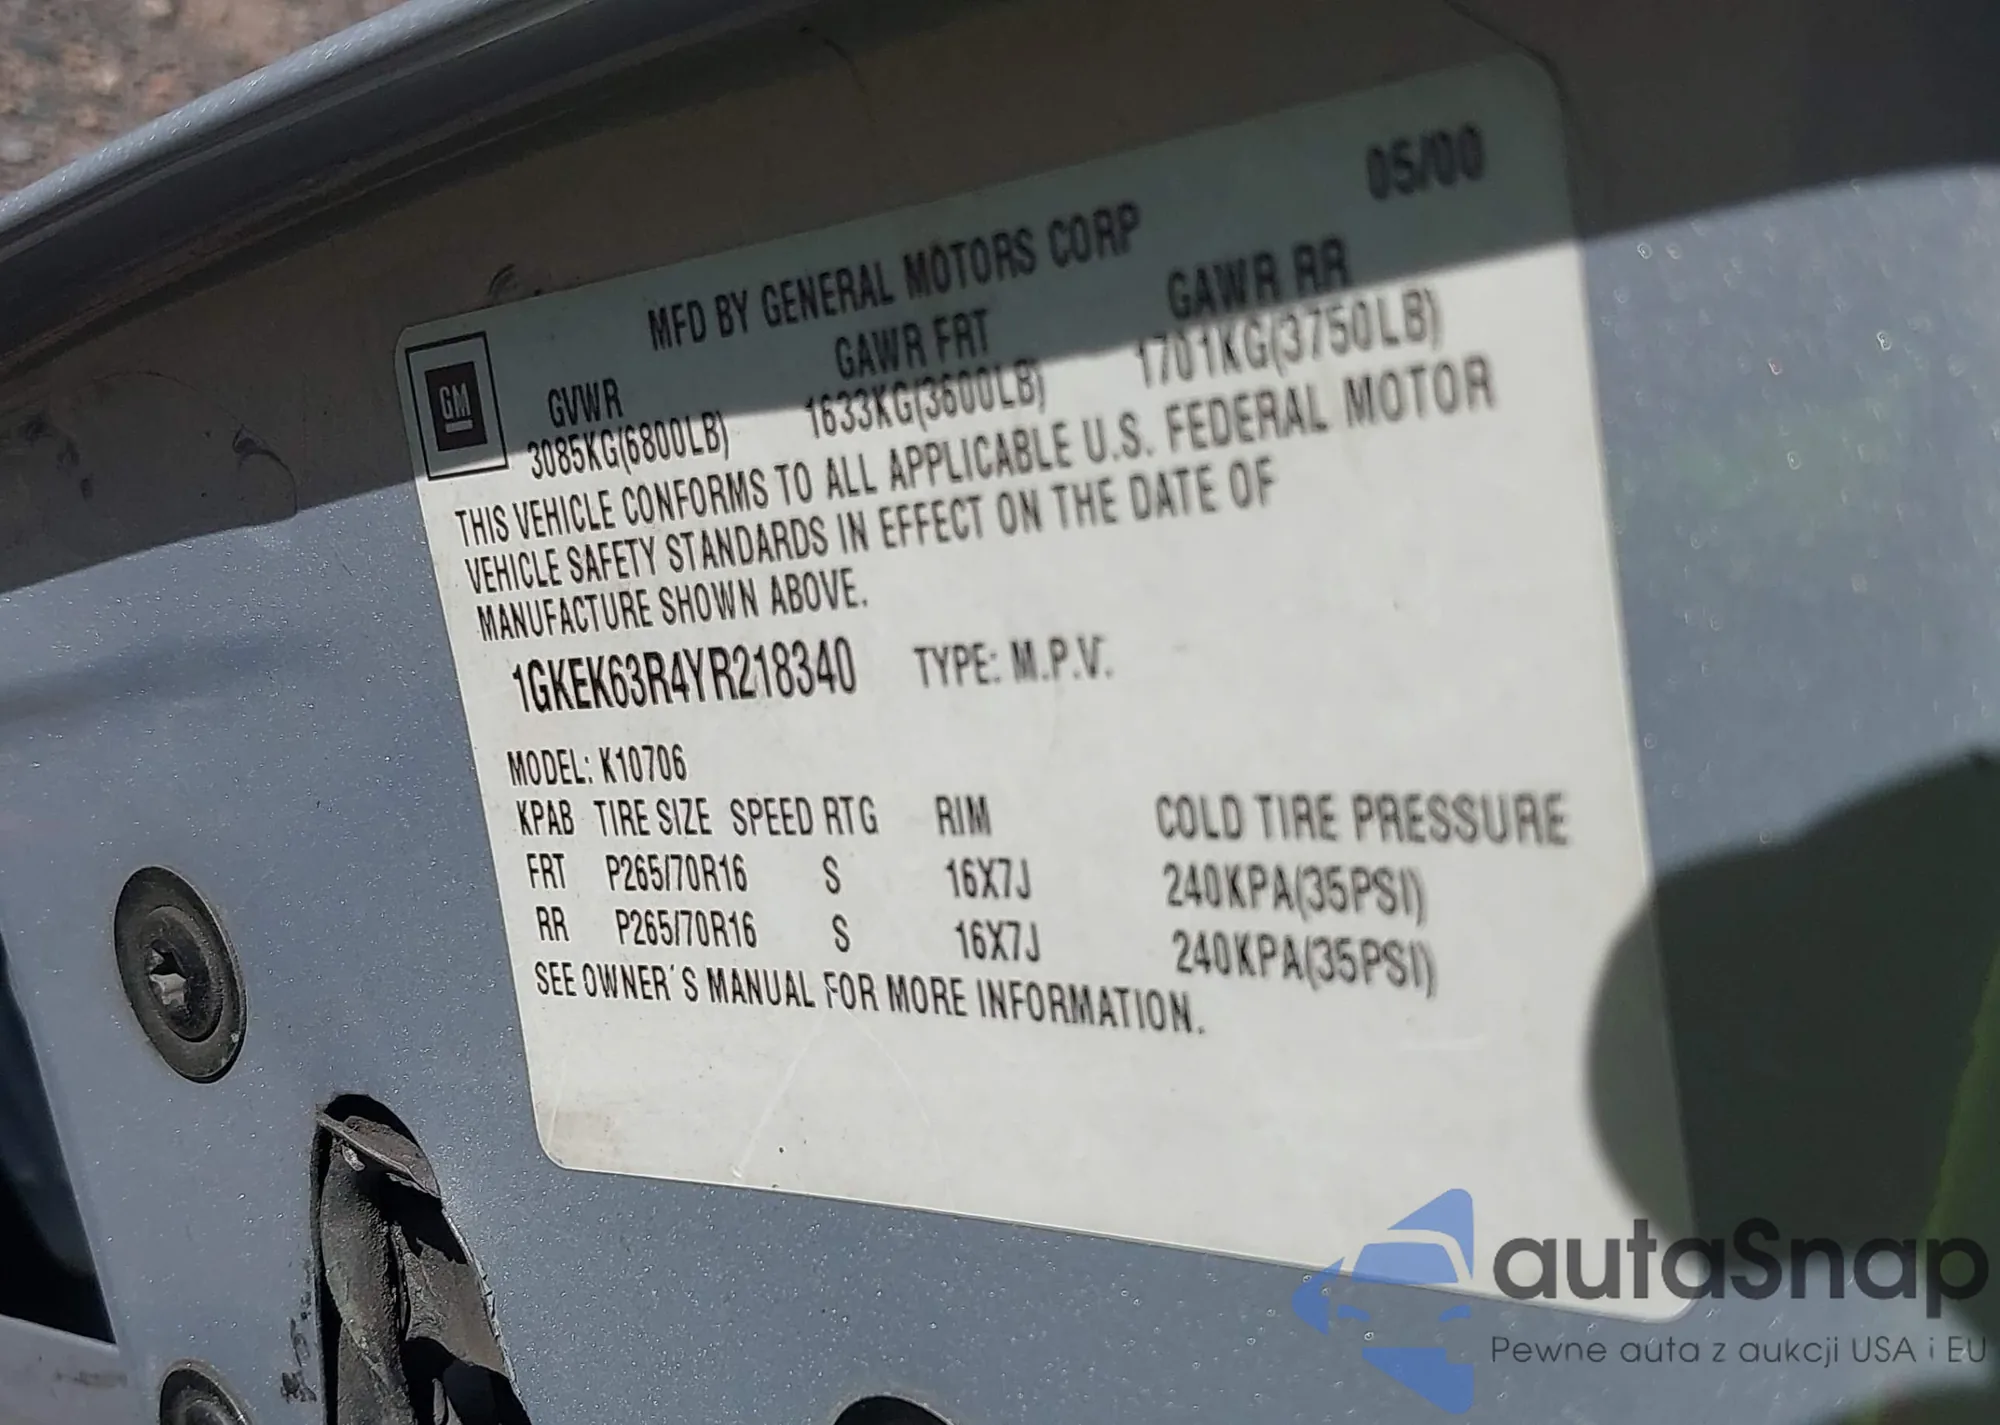 05/00
MFD BY GENERAL MOTORS CORP
GM
GVWR GAWR FRT GAWR RR
3085KG(6800LB) 1633KG(3600LB) 1701KG(3750LB)
THIS VEHICLE CONFORMS TO ALL APPLICABLE U.S. FEDERAL MOTOR
VEHICLE SAFETY STANDARDS IN EFFECT ON THE DATE OF
MANUFACTURE SHOWN ABOVE.
1GKEK63R4YR218340 TYPE: M.P.V.
MODEL: K10706
KPAB TIRE SIZE SPEED RTG RIM COLD TIRE PRESSURE
FRT P265/70R16 S 16X7J 240KPA(35PSI)
RR P265/70R16 S 16X7J 240KPA(35PSI)
SEE OWNER'S MANUAL FOR MORE INFORMATION.
autaSnap
Pewne auta z aukcji USA i EU